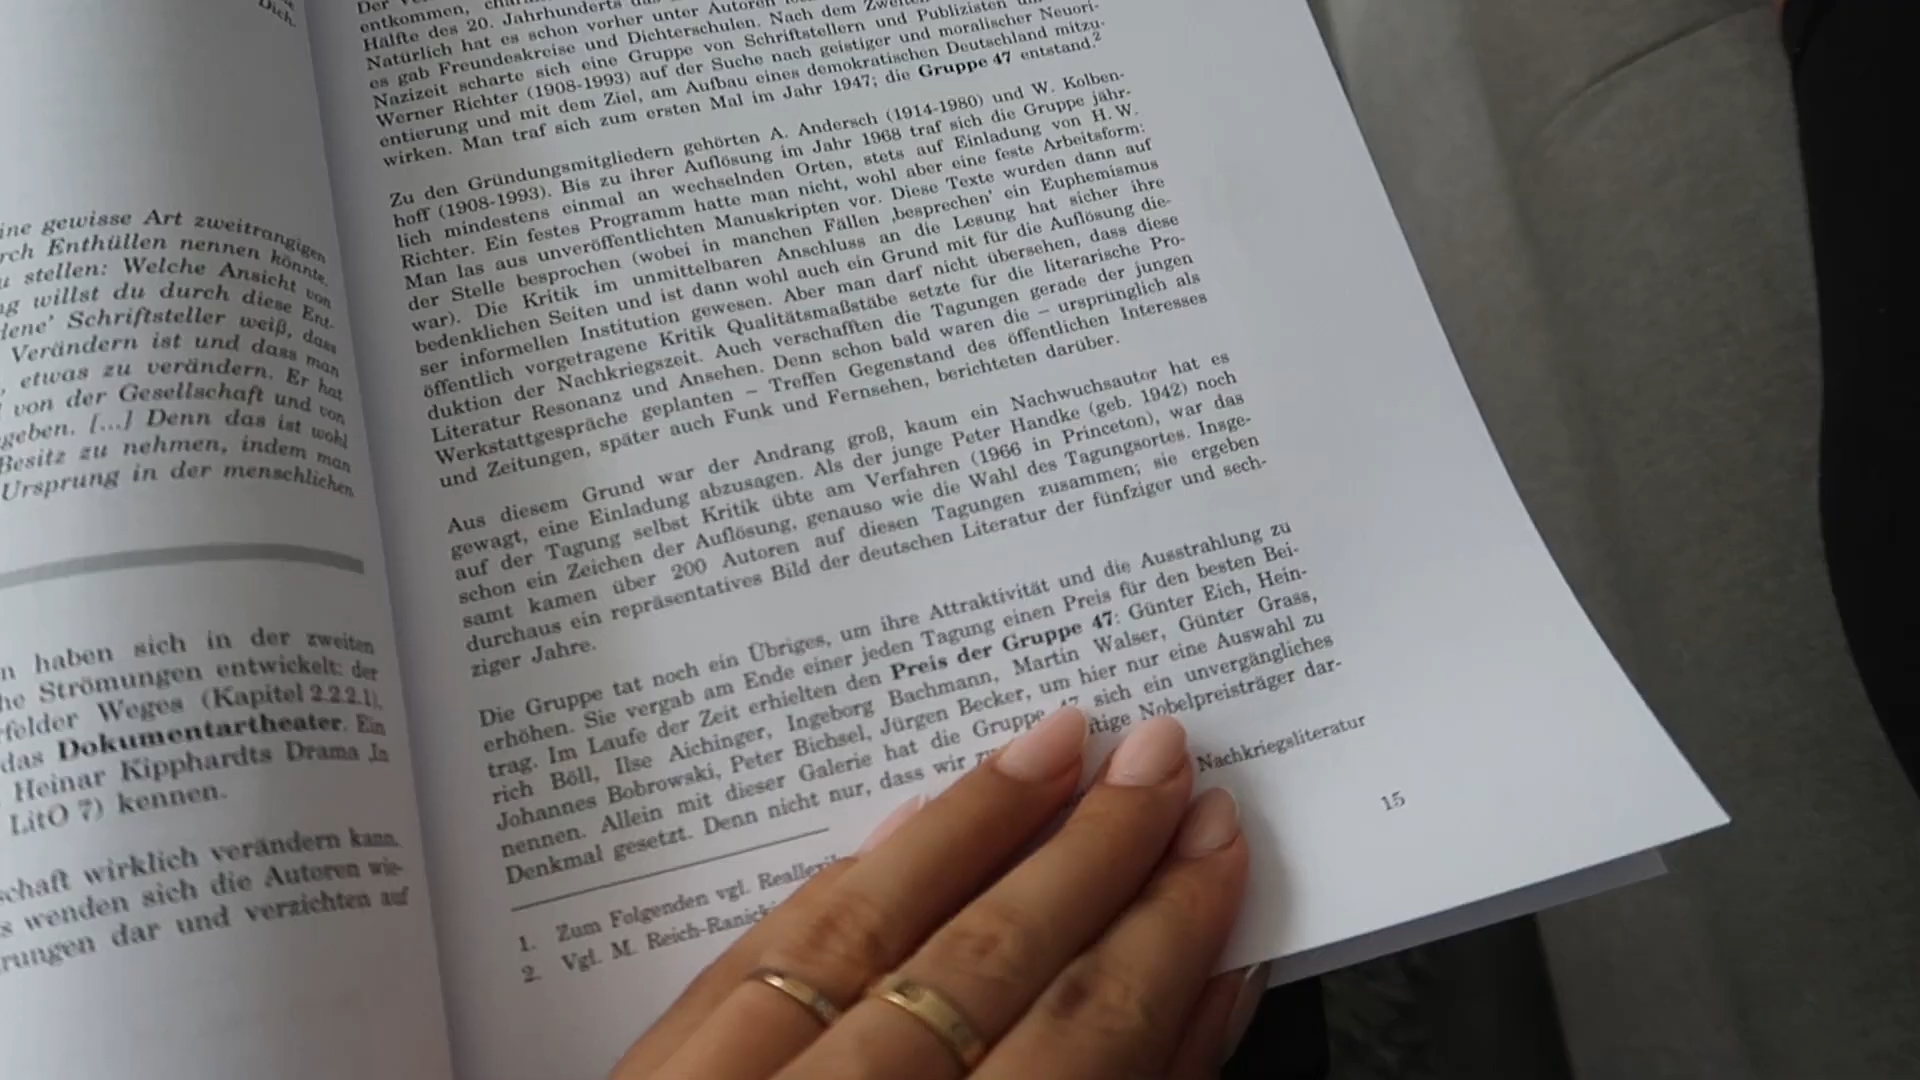 Dich.
ine gewisse Art zweitrangigen
rch Enthüllen nennen könnte.
u stellen: Welche Ansicht von
ng willst du durch diese Ent-
dene' Schriftsteller weiß, dass
Verändern ist und dass man
, etwas zu verändern. Er hat
von der Gesellschaft und von
geben. [...] Denn das ist wohl
Besitz zu nehmen, indem man
Ursprung in der menschlichen
n haben sich in der zweiten
he Strömungen entwickelt: der
felder Weges (Kapitel 2.2.2.1),
das Dokumentartheater. Ein
Heinar Kipphardts Drama ‚In
LitO 7) kennen.
schaft wirklich verändern kann,
s wenden sich die Autoren wie-
rungen dar und verzichten auf
Der
entkommen,
Hälfte des 20. Jahrhunderts
Natürlich hat es schon vorher unter Autoren
es gab Freundeskreise und Dichterschulen. Nach dem Zweiten
Nazizeit scharte sich eine Gruppe von Schriftstellern und Publizisten
Werner Richter (1908-1993) auf der Suche nach geistiger und moralischer Neuori-
entierung und mit dem Ziel, am Aufbau eines demokratischen Deutschland mitzu-
wirken. Man traf sich zum ersten Mal im Jahr 1947; die Gruppe 47 entstand.²
Zu den Gründungsmitgliedern gehörten A. Andersch (1914-1980) und W. Kolben-
hoff (1908-1993). Bis zu ihrer Auflösung im Jahr 1968 traf sich die Gruppe jähr-
lich mindestens einmal an wechselnden Orten, stets auf Einladung von H. W.
Richter. Ein festes Programm hatte man nicht, wohl aber eine feste Arbeitsform:
Man las aus unveröffentlichten Manuskripten vor. Diese Texte wurden dann auf
der Stelle besprochen (wobei in manchen Fällen ‚besprechen' ein Euphemismus
war). Die Kritik im unmittelbaren Anschluss an die Lesung hat sicher ihre
bedenklichen Seiten und ist dann wohl auch ein Grund mit für die Auflösung die-
ser informellen Institution gewesen. Aber man darf nicht übersehen, dass diese
öffentlich vorgetragene Kritik Qualitätsmaßstäbe setzte für die literarische Pro-
duktion der Nachkriegszeit. Auch verschafften die Tagungen gerade der jungen
Literatur Resonanz und Ansehen. Denn schon bald waren die – ursprünglich als
Werkstattgespräche geplanten – Treffen Gegenstand des öffentlichen Interesses
und Zeitungen, später auch Funk und Fernsehen, berichteten darüber.
Aus diesem Grund war der Andrang groß, kaum ein Nachwuchsautor hat es
gewagt, eine Einladung abzusagen. Als der junge Peter Handke (geb. 1942) noch
auf der Tagung selbst Kritik übte am Verfahren (1966 in Princeton), war das
schon ein Zeichen der Auflösung, genauso wie die Wahl des Tagungsortes. Insge-
samt kamen über 200 Autoren auf diesen Tagungen zusammen; sie ergeben
durchaus ein repräsentatives Bild der deutschen Literatur der fünfziger und sech-
ziger Jahre.
Die Gruppe tat noch ein Übriges, um ihre Attraktivität und die Ausstrahlung zu
erhöhen. Sie vergab am Ende einer jeden Tagung einen Preis für den besten Bei-
trag. Im Laufe der Zeit erhielten den Preis der Gruppe 47: Günter Eich, Hein-
rich Böll, Ilse Aichinger, Ingeborg Bachmann, Martin Walser, Günter Grass,
Johannes Bobrowski, Peter Bichsel, Jürgen Becker, um hier nur eine Auswahl zu
nennen. Allein mit dieser Galerie hat die Gruppe 47 sich ein unvergängliches
Denkmal gesetzt. Denn nicht nur, dass wir Nobelpreisträger dar-
1. Zum Folgenden vgl.
Nachkriegsliteratur
2. Vgl. M. Reich-Ranicki
15